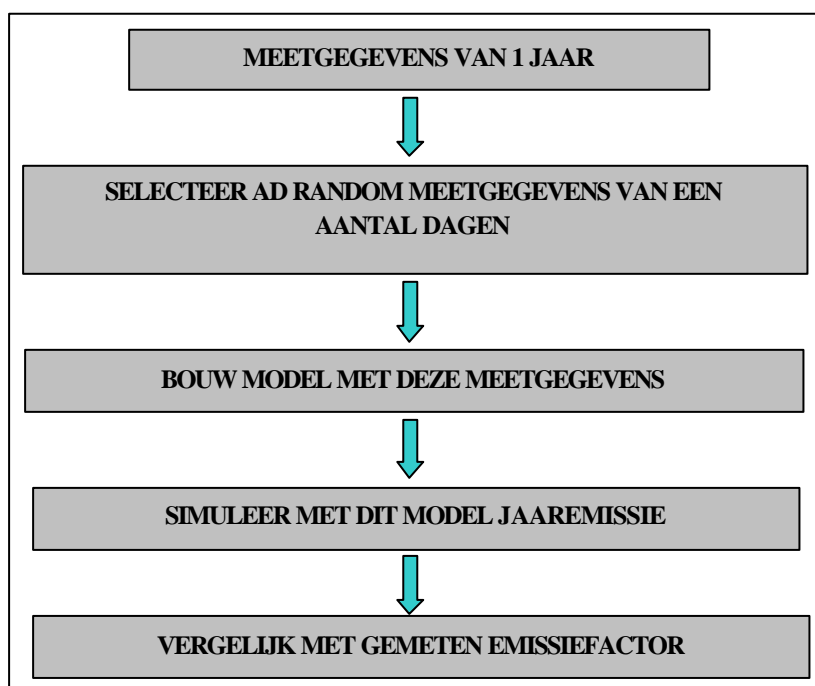 MEETGEGEVENS VAN 1 JAAR
SELECTEER AD RANDOM MEETGEGEVENS VAN EEN
AANTAL DAGEN
BOUW MODEL MET DEZE MEETGEGEVENS
SIMULEER MET DIT MODEL JAAREMISSIE
VERGELIJK MET GEMETEN EMISSIEFACTOR